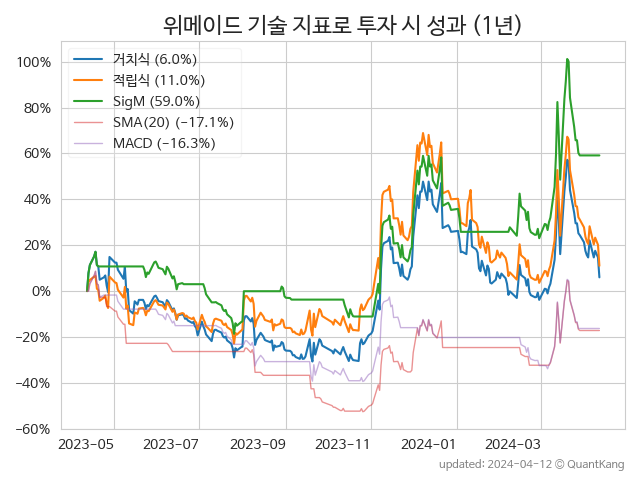 위메이드 기술 지표로 투자 시 성과 (1년)
거치식 (6.0%)
적립식 (11.0%)
SigM (59.0%)
SMA(20) (−17.1%)
MACD (−16.3%)
100%
80%
60%
40%
20%
0%
−20%
−40%
−60%
2023-05 2023-07 2023-09 2023-11 2024-01 2024-03
updated: 2024-04-12 © QuantKang